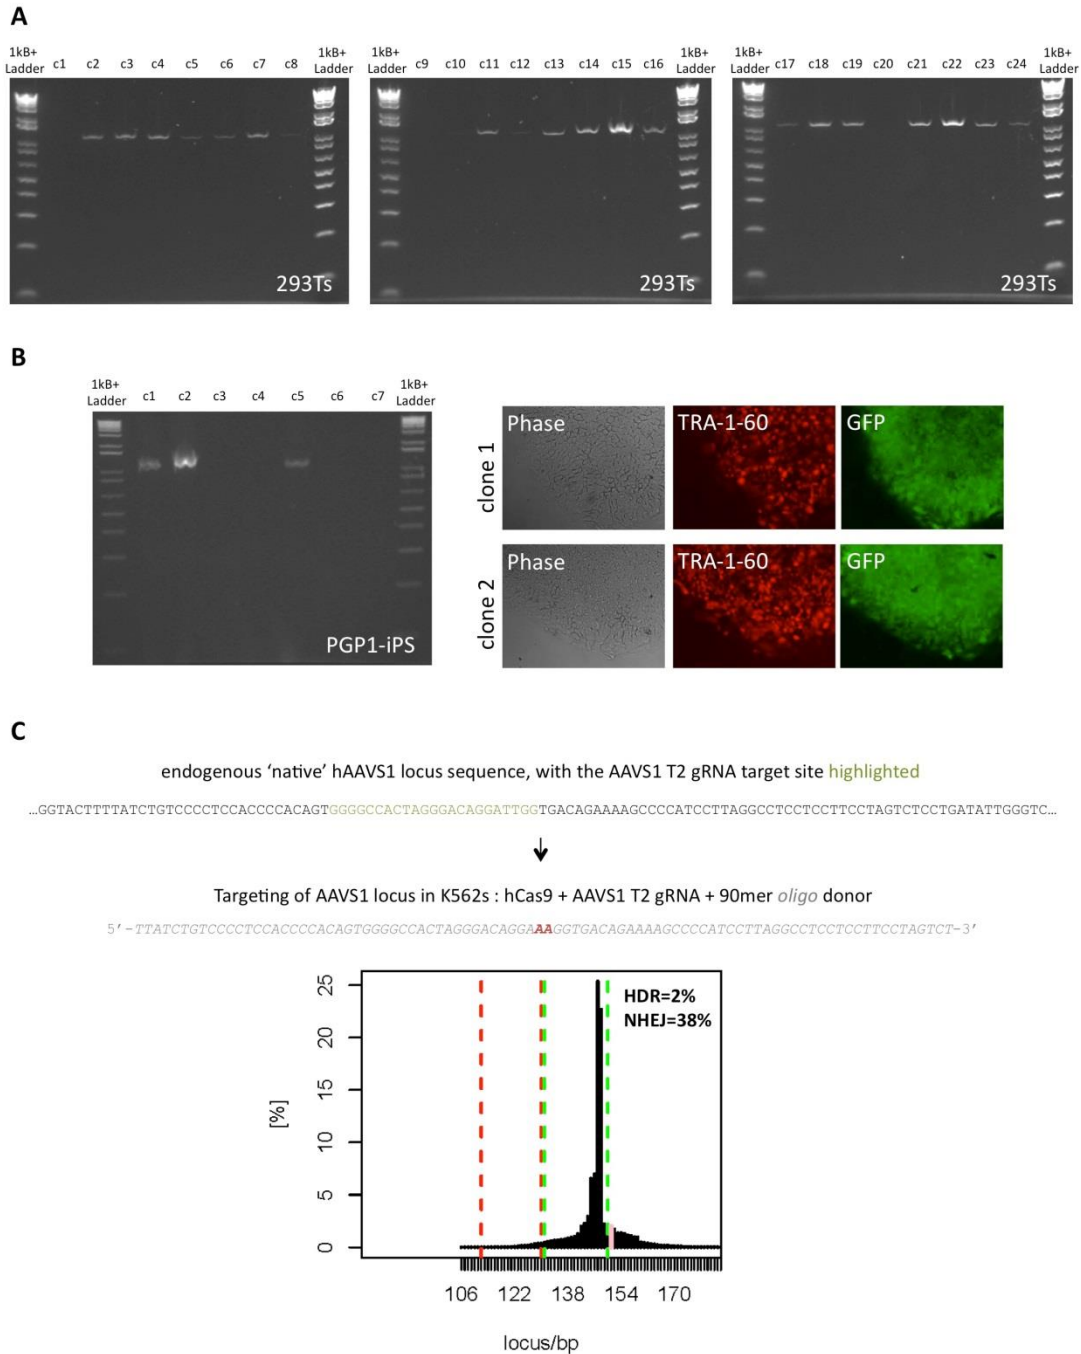 A
1kB+ Ladder c1 c2 c3 c4 c5 c6 c7 c8 1kB+ Ladder
1kB+ Ladder c9 c10 c11 c12 c13 c14 c15 c16 1kB+ Ladder
1kB+ Ladder c17 c18 c19 c20 c21 c22 c23 c24 1kB+ Ladder
293Ts
293Ts
293Ts
B
1kB+ Ladder c1 c2 c3 c4 c5 c6 c7 1kB+ Ladder
PGP1-iPS
clone 1
Phase
TRA-1-60
GFP
clone 2
Phase
TRA-1-60
GFP
C
endogenous 'native' hAAVS1 locus sequence, with the AAVS1 T2 gRNA target site highlighted
…GGTACTTTTATCTGTCCCCTCCACCCCACAGTGGGGCCACTAGGGACAGGATTGGTGACAGAAAAGCCCCATCCTTAGGCCTCCTCCTTCCTAGTCTCCTGATATTGGGTC…
Targeting of AAVS1 locus in K562s : hCas9 + AAVS1 T2 gRNA + 90mer oligo donor
5'-TTATCTGTCCCCTCCACCCCACAGTGGGGCCACTAGGGACAGGAAAGGTGACAGAAAAGCCCCATCCTTAGGCCTCCTCCTTCCTAGTCT-3'
HDR=2%
NHEJ=38%
25
20
15
10
5
0
[%]
106 122 138 154 170
locus/bp